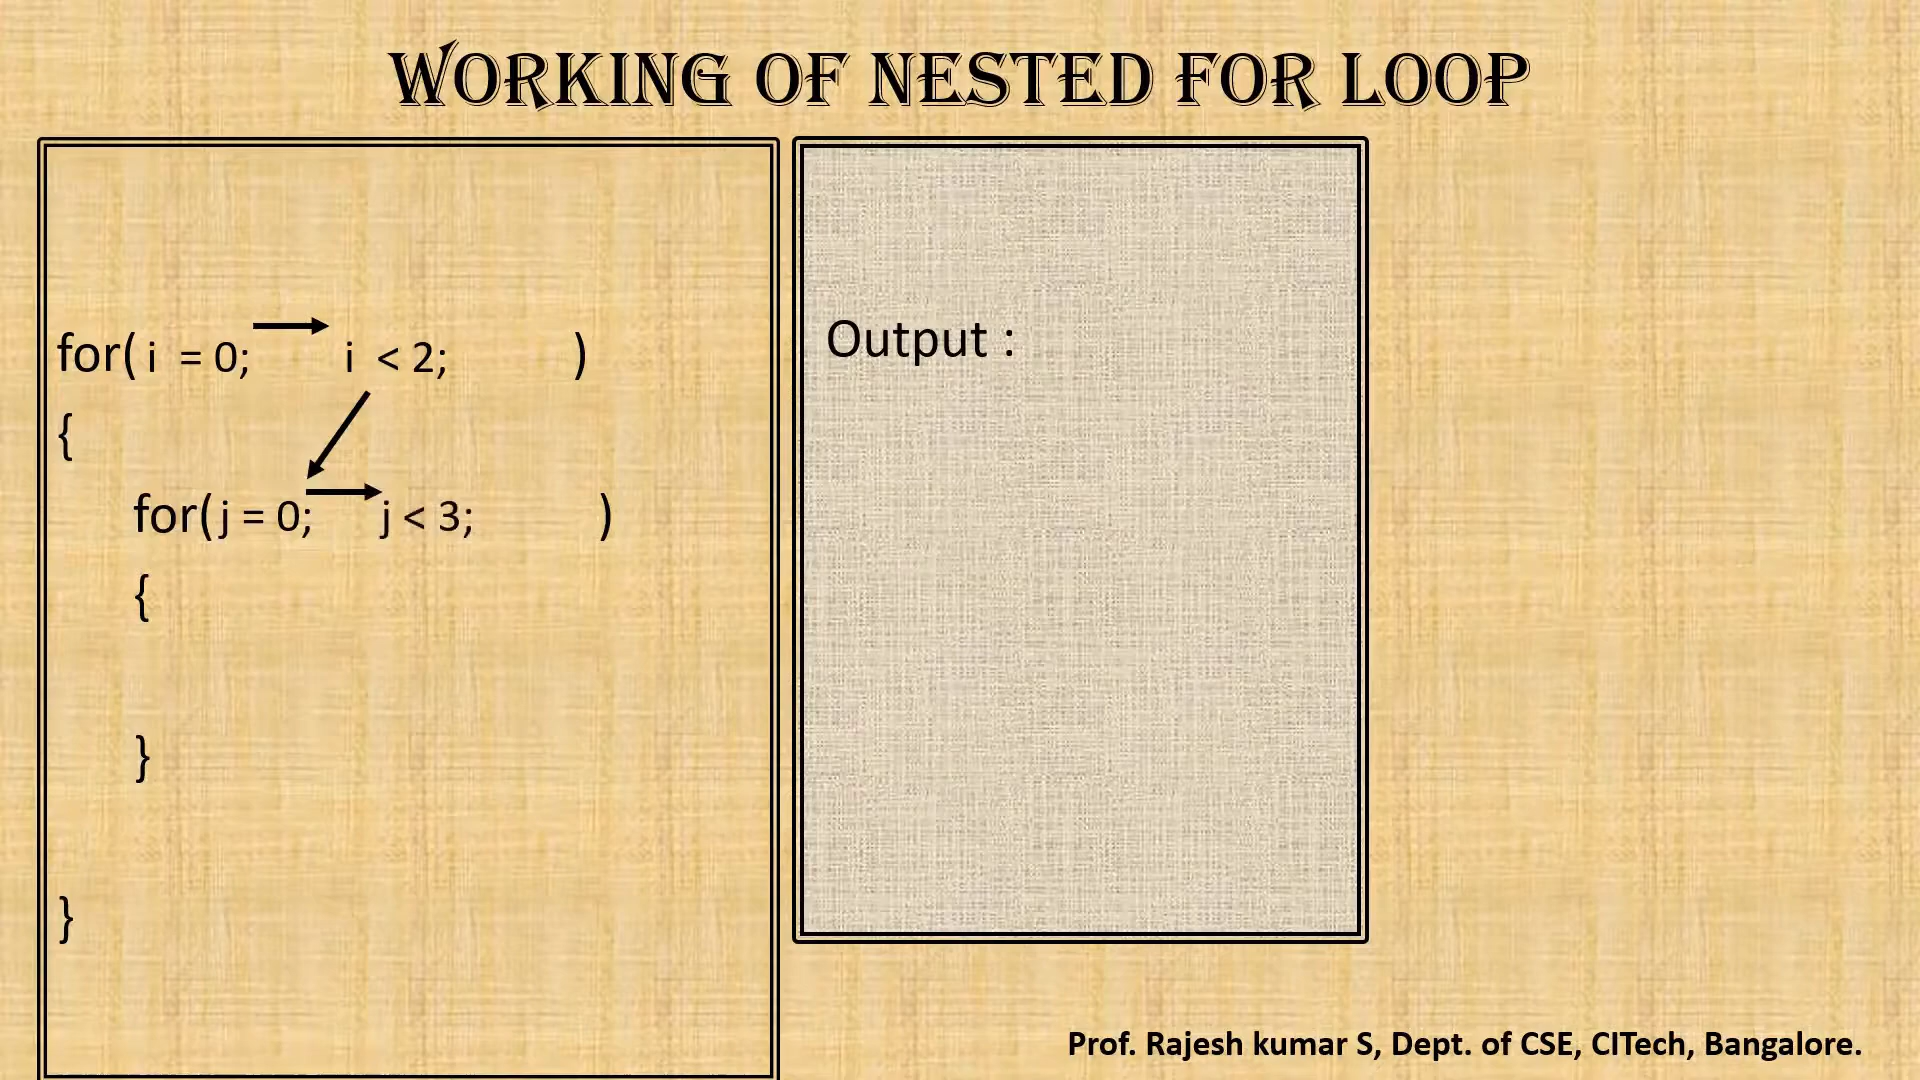 WORKING OF NESTED FOR LOOP
for( i = 0; i < 2; )
{
for( j = 0; j < 3; )
{
}
}
Output :
Prof. Rajesh kumar S, Dept. of CSE, CITech, Bangalore.